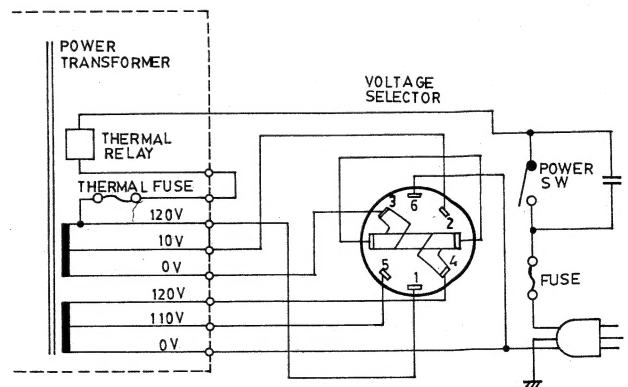 POWER
TRANSFORMER
VOLTAGE
SELECTOR
THERMAL
RELAY
THERMAL FUSE
POWER
SW
120V
10V
0V
3
6
2
5
1
4
FUSE
120V
110V
0V